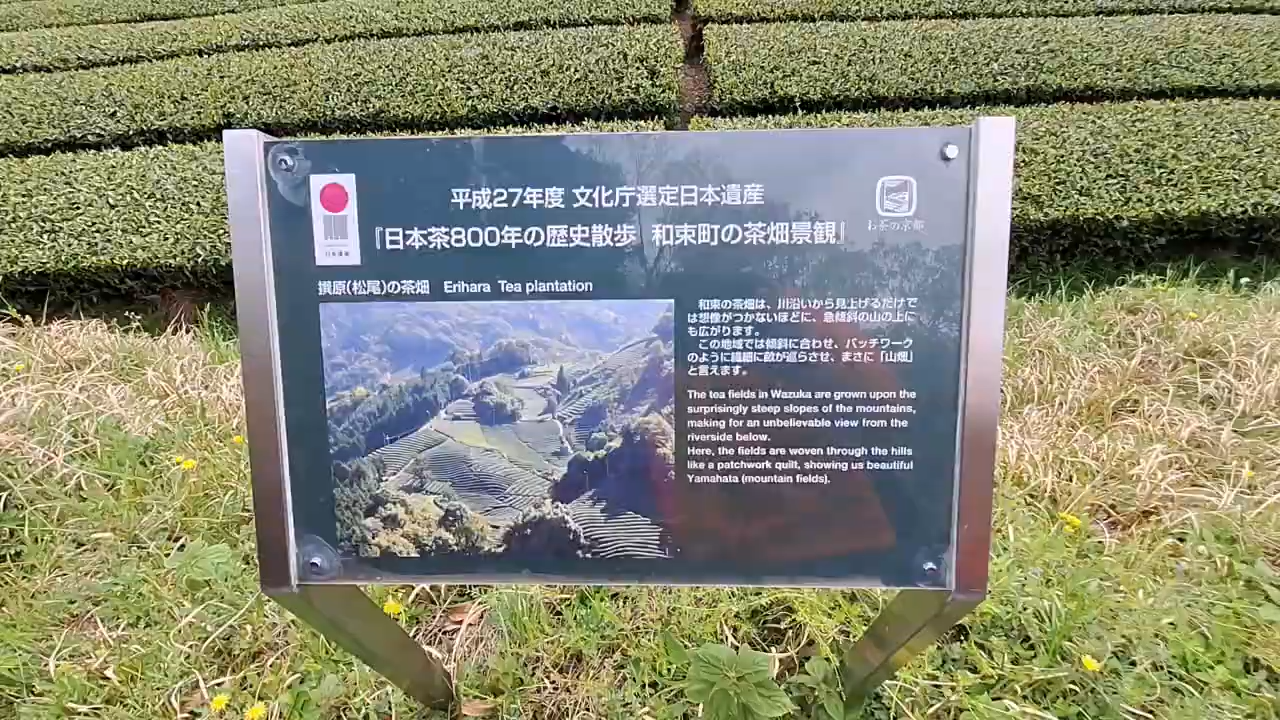 平成27年度 文化庁選定日本遺産
『日本茶800年の歴史散歩 和束町の茶畑景観』
お茶の京都
日本遺産
撰原(松尾)の茶畑 Erihara Tea plantation
和束の茶畑は、川沿いから見上げるだけで
は想像がつかないほどに、急傾斜の山の上に
も広がります。
この地域では傾斜に合わせ、パッチワーク
のように繊細に畝が巡らさせ、まさに「山畑」
と言えます。
The tea fields in Wazuka are grown upon the
surprisingly steep slopes of the mountains,
making for an unbelievable view from the
riverside below.
Here, the fields are woven through the hills
like a patchwork quilt, showing us beautiful
Yamahata (mountain fields).